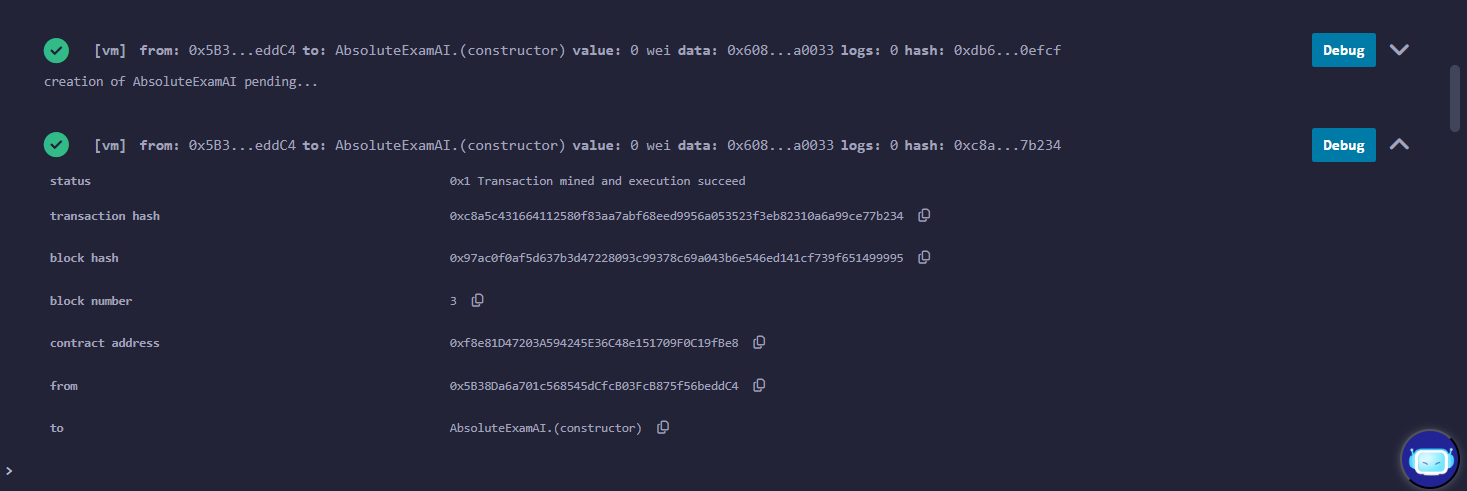 [vm] from: 0x5B3...eddC4 to: AbsoluteExamAI.(constructor) value: 0 wei data: 0x608...a0033 logs: 0 hash: 0xdb6...0efcf Debug
creation of AbsoluteExamAI pending...
[vm] from: 0x5B3...eddC4 to: AbsoluteExamAI.(constructor) value: 0 wei data: 0x608...a0033 logs: 0 hash: 0xc8a...7b234 Debug
status 0x1 Transaction mined and execution succeed
transaction hash 0xc8a5c431664112580f83aa7abf68eed9956a053523f3eb82310a6a99ce77b234
block hash 0x97ac0f0af5d637b3d47228093c99378c69a043b6e546ed141cf739f651499995
block number 3
contract address 0xf8e81D47203A594245E36C48e151709F0C19fBe8
from 0x5B38Da6a701c568545dCfcB03FcB875f56beddC4
to AbsoluteExamAI.(constructor)
>